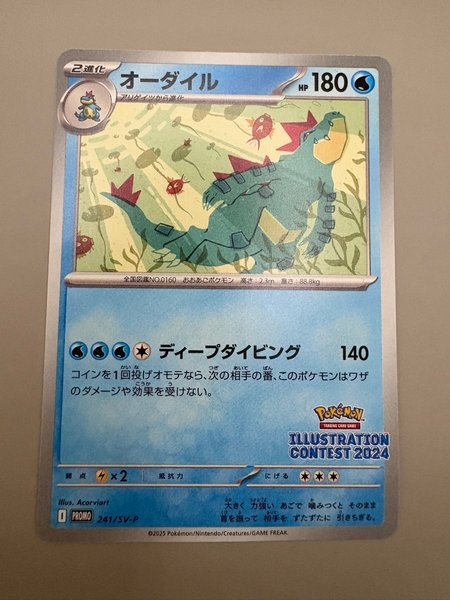 2進化
オーダイル
HP 180
アリゲイツから進化
全国図鑑NO.0160 おおあごポケモン 高さ:2.3m 重さ:88.8kg
ディープダイビング 140
コインを1回投げオモテなら、次の相手の番、このポケモンはワザ
のダメージや効果を受けない。
Pokémon
TRADING CARD GAME
ILLUSTRATION
CONTEST 2024
弱点 ×2 抵抗力 にげる
Illus. Acorviart
I PROMO 241/SV-P
大きく 力強い あごで 噛みつくと そのまま
首を振って 相手を ずたずたに 引きちぎる。
©2025 Pokémon/Nintendo/Creatures/GAME FREAK.